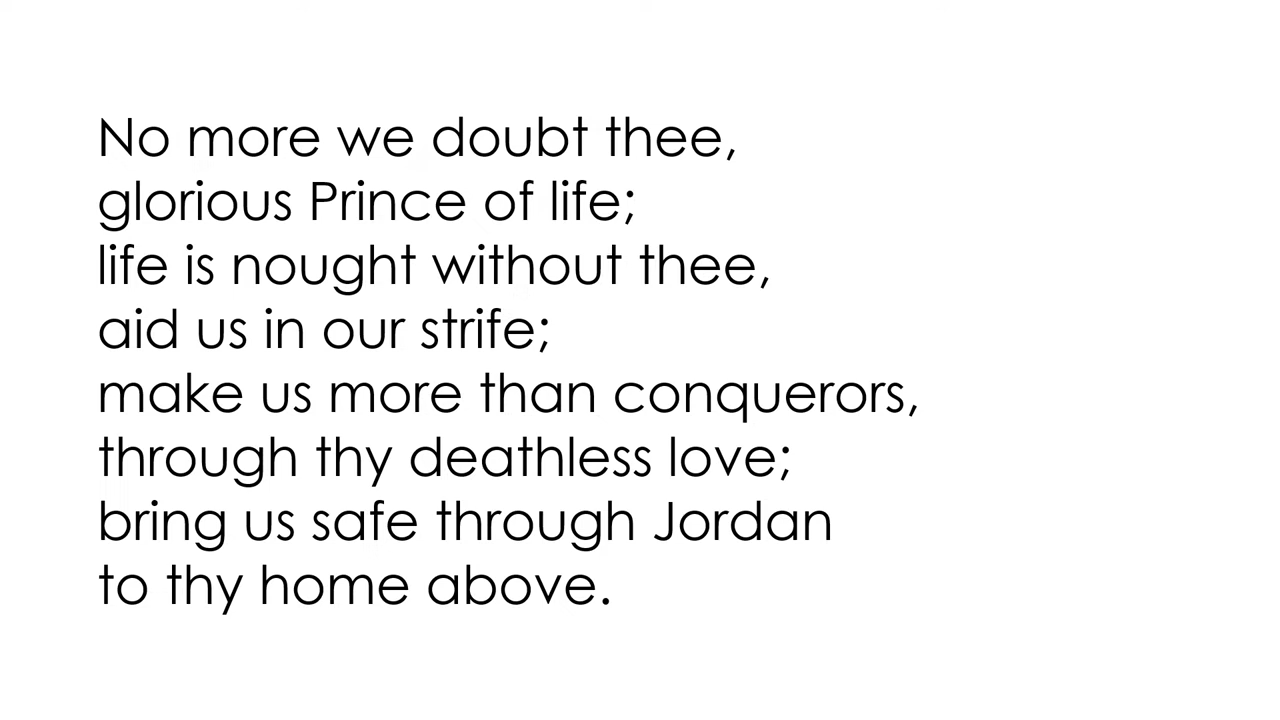 No more we doubt thee,
glorious Prince of life;
life is nought without thee,
aid us in our strife;
make us more than conquerors,
through thy deathless love;
bring us safe through Jordan
to thy home above.